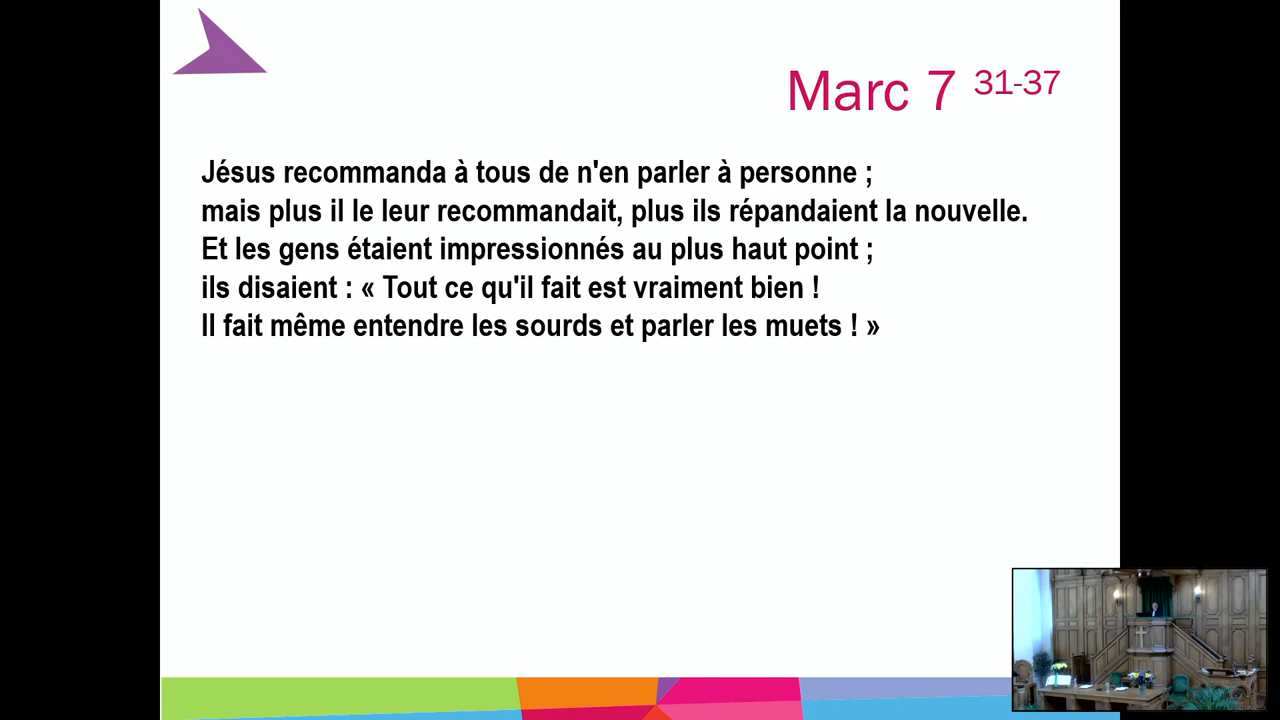 Marc 7 31-37
Jésus recommanda à tous de n'en parler à personne ;
mais plus il le leur recommandait, plus ils répandaient la nouvelle.
Et les gens étaient impressionnés au plus haut point ;
ils disaient : « Tout ce qu'il fait est vraiment bien !
Il fait même entendre les sourds et parler les muets ! »